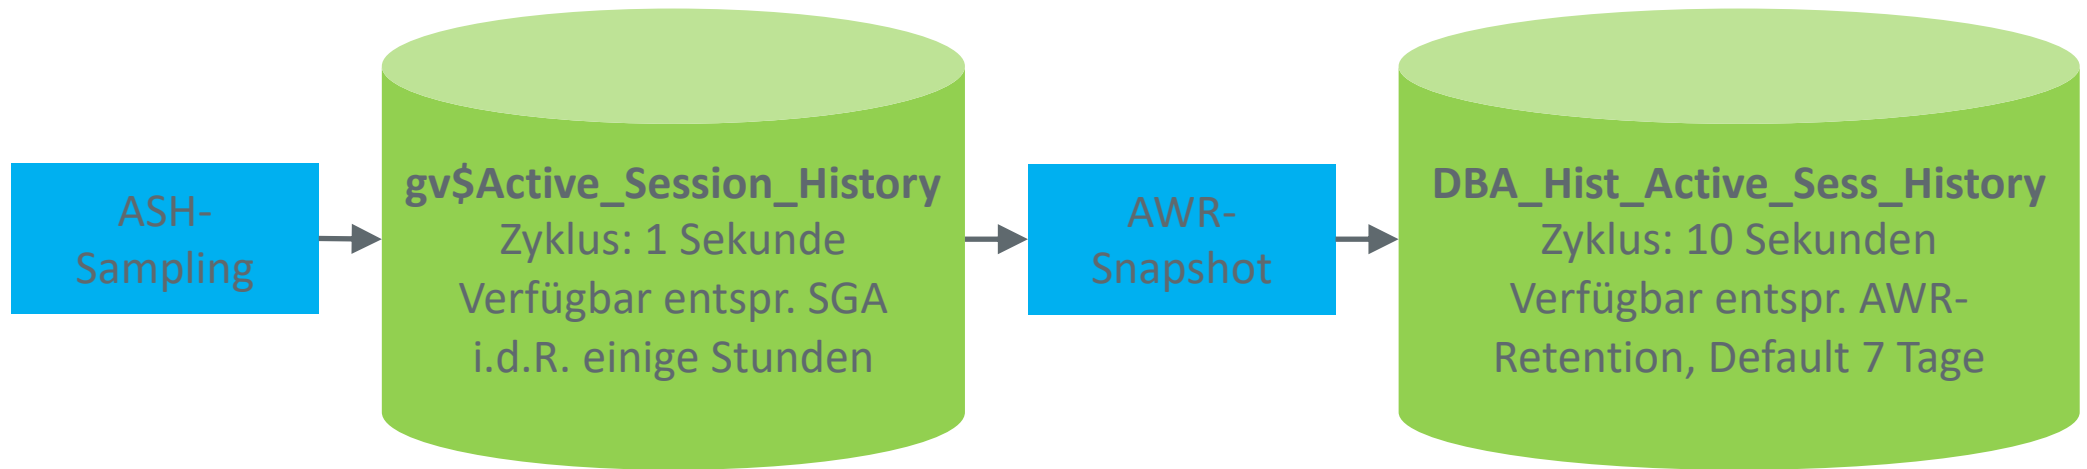 ASH-
Sampling
gv$Active_Session_History
Zyklus: 1 Sekunde
Verfügbar entspr. SGA
i.d.R. einige Stunden
AWR-
Snapshot
DBA_Hist_Active_Sess_History
Zyklus: 10 Sekunden
Verfügbar entspr. AWR-
Retention, Default 7 Tage